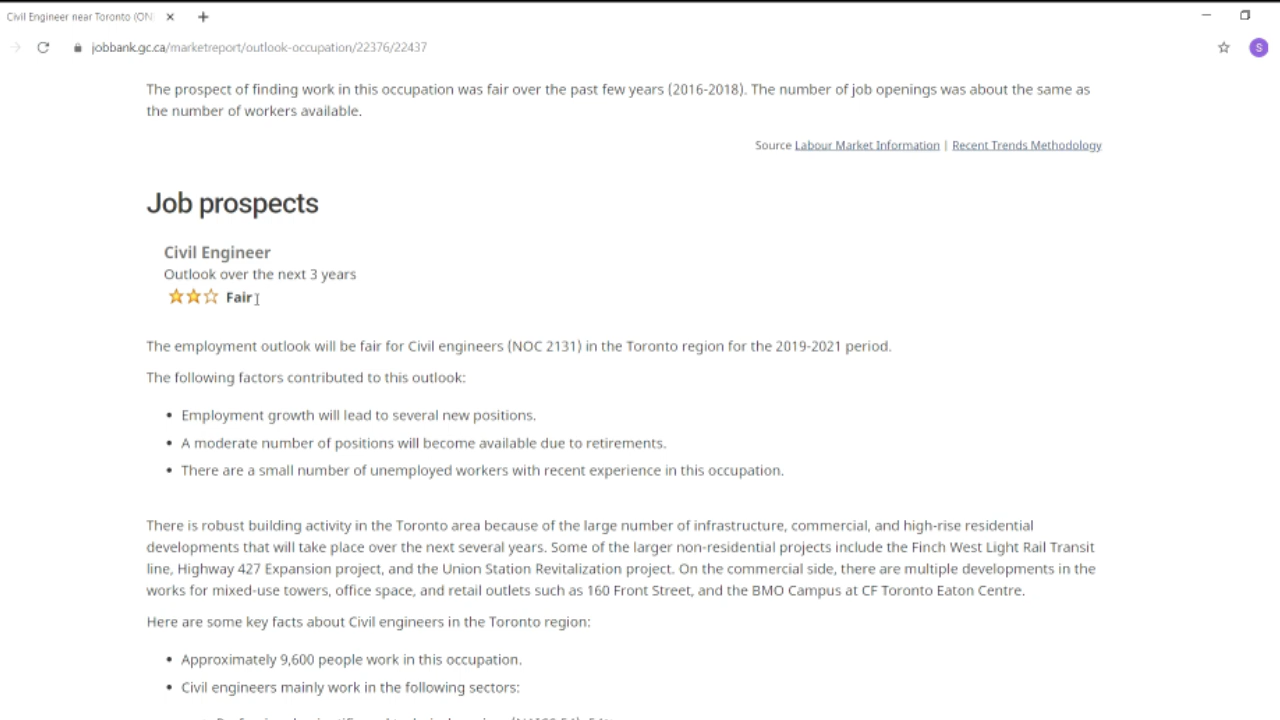 Civil Engineer near Toronto (ON
jobbank.gc.ca/marketreport/outlook-occupation/22376/22437
S
The prospect of finding work in this occupation was fair over the past few years (2016-2018). The number of job openings was about the same as
the number of workers available.
Source Labour Market Information | Recent Trends Methodology
Job prospects
Civil Engineer
Outlook over the next 3 years
Fair
The employment outlook will be fair for Civil engineers (NOC 2131) in the Toronto region for the 2019-2021 period.
The following factors contributed to this outlook:
• Employment growth will lead to several new positions.
• A moderate number of positions will become available due to retirements.
• There are a small number of unemployed workers with recent experience in this occupation.
There is robust building activity in the Toronto area because of the large number of infrastructure, commercial, and high-rise residential
developments that will take place over the next several years. Some of the larger non-residential projects include the Finch West Light Rail Transit
line, Highway 427 Expansion project, and the Union Station Revitalization project. On the commercial side, there are multiple developments in the
works for mixed-use towers, office space, and retail outlets such as 160 Front Street, and the BMO Campus at CF Toronto Eaton Centre.
Here are some key facts about Civil engineers in the Toronto region:
• Approximately 9,600 people work in this occupation.
• Civil engineers mainly work in the following sectors: